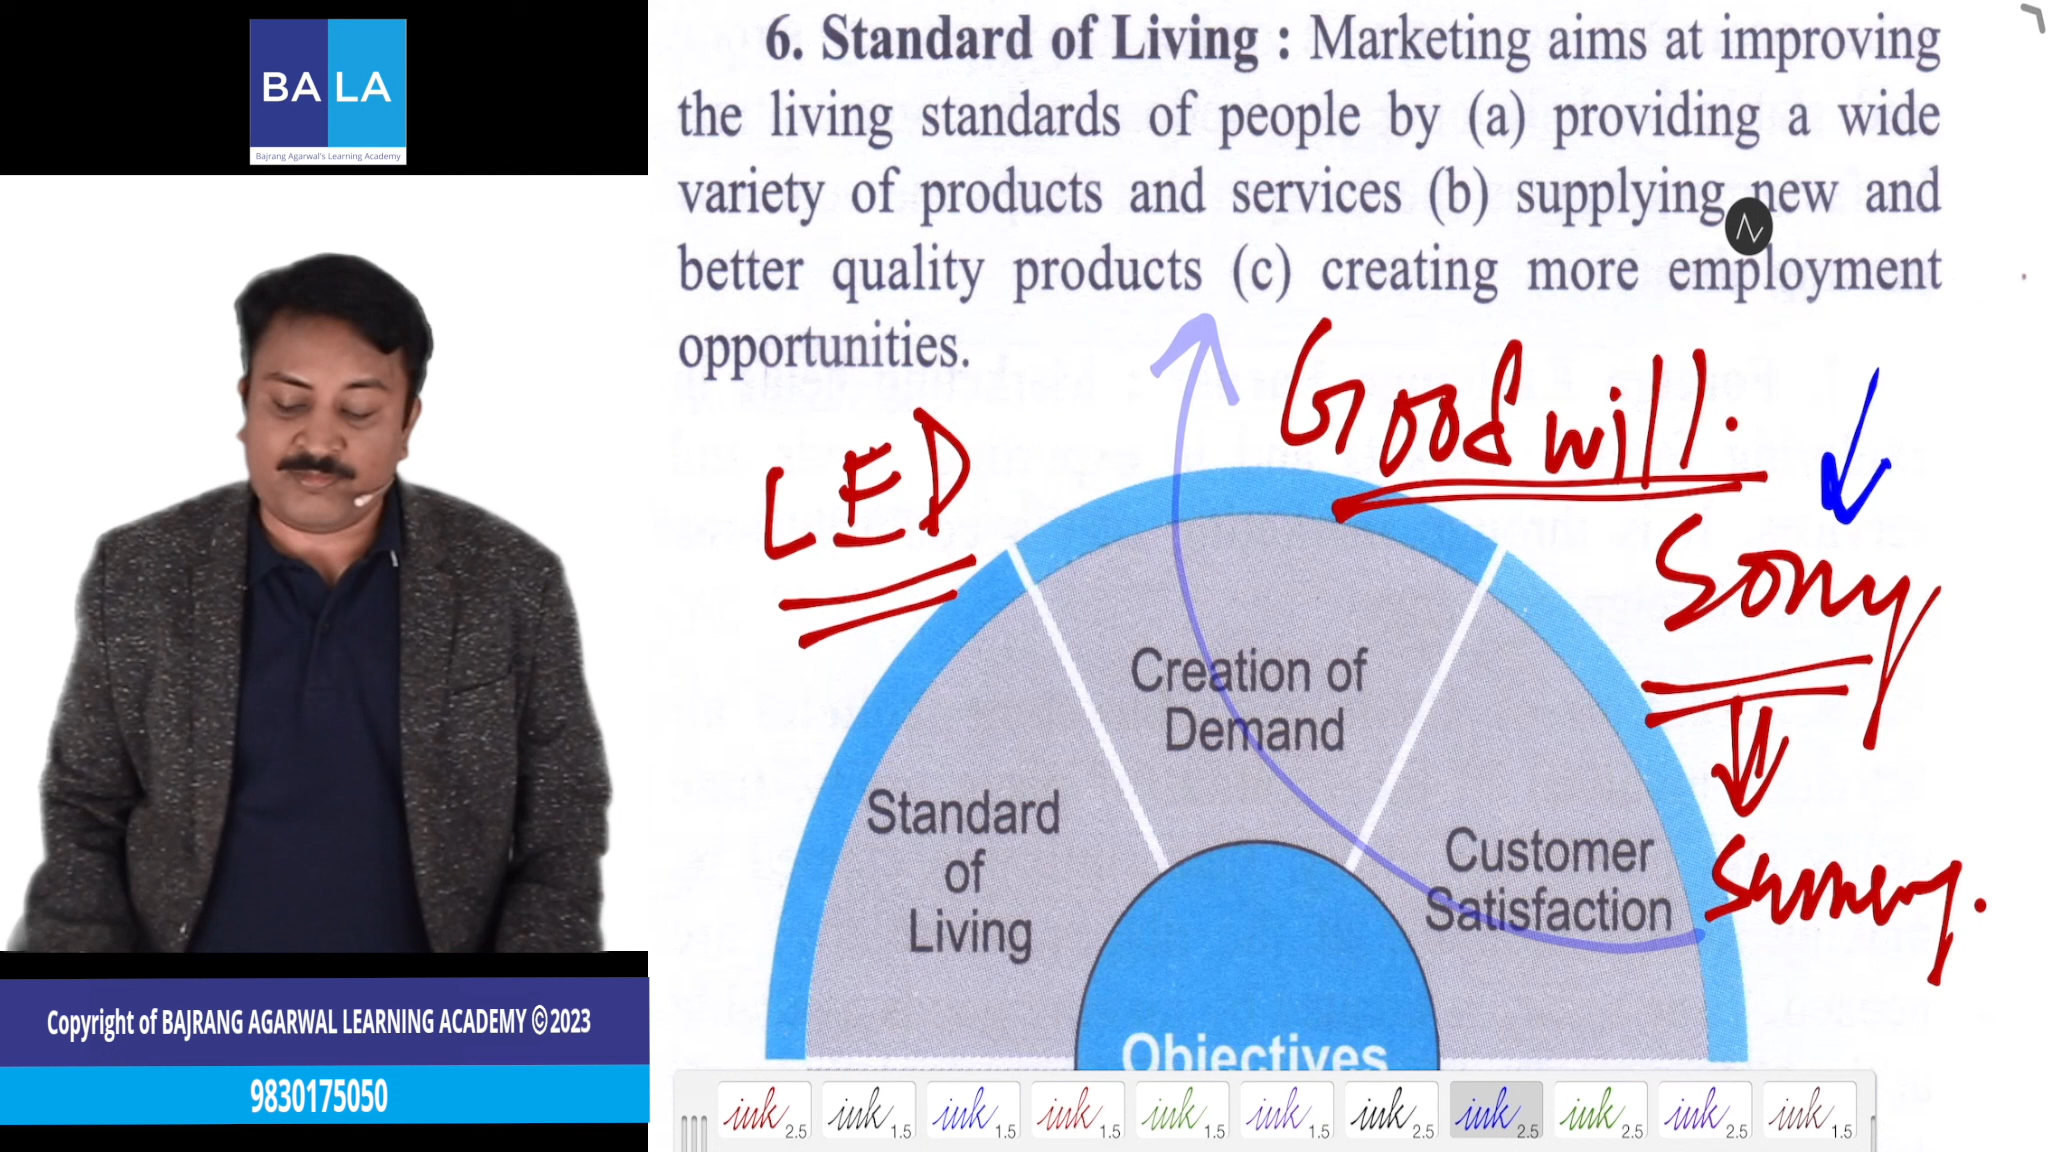 BA LA
Bajrang Agarwal's Learning Academy
6. Standard of Living : Marketing aims at improving
the living standards of people by (a) providing a wide
variety of products and services (b) supplying new and
better quality products (c) creating more employment
opportunities.
Goodwill.
LED
Sony
Creation of
Demand
Standard
of
Living
Customer
Satisfaction
Objectives
Copyright of BAJRANG AGARWAL LEARNING ACADEMY ©2023
9830175050
ink 2.5 ink 1.5 ink 1.5 ink 1.5 ink 1.5 ink 1.5 ink 2.5 ink 2.5 ink 2.5 ink 2.5 ink 1.5